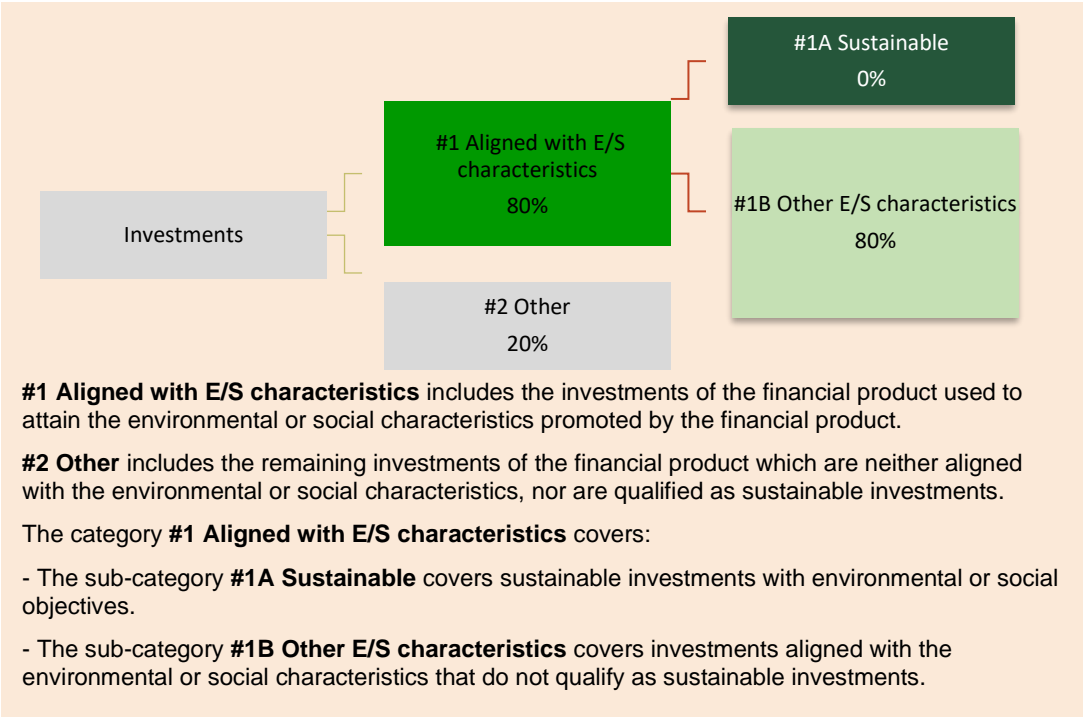 #1A Sustainable
0%
#1 Aligned with E/S
characteristics
80%
#1B Other E/S characteristics
80%
Investments
#2 Other
20%
#1 Aligned with E/S characteristics includes the investments of the financial product used to
attain the environmental or social characteristics promoted by the financial product.
#2 Other includes the remaining investments of the financial product which are neither aligned
with the environmental or social characteristics, nor are qualified as sustainable investments.
The category #1 Aligned with E/S characteristics covers:
- The sub-category #1A Sustainable covers sustainable investments with environmental or social
objectives.
- The sub-category #1B Other E/S characteristics covers investments aligned with the
environmental or social characteristics that do not qualify as sustainable investments.